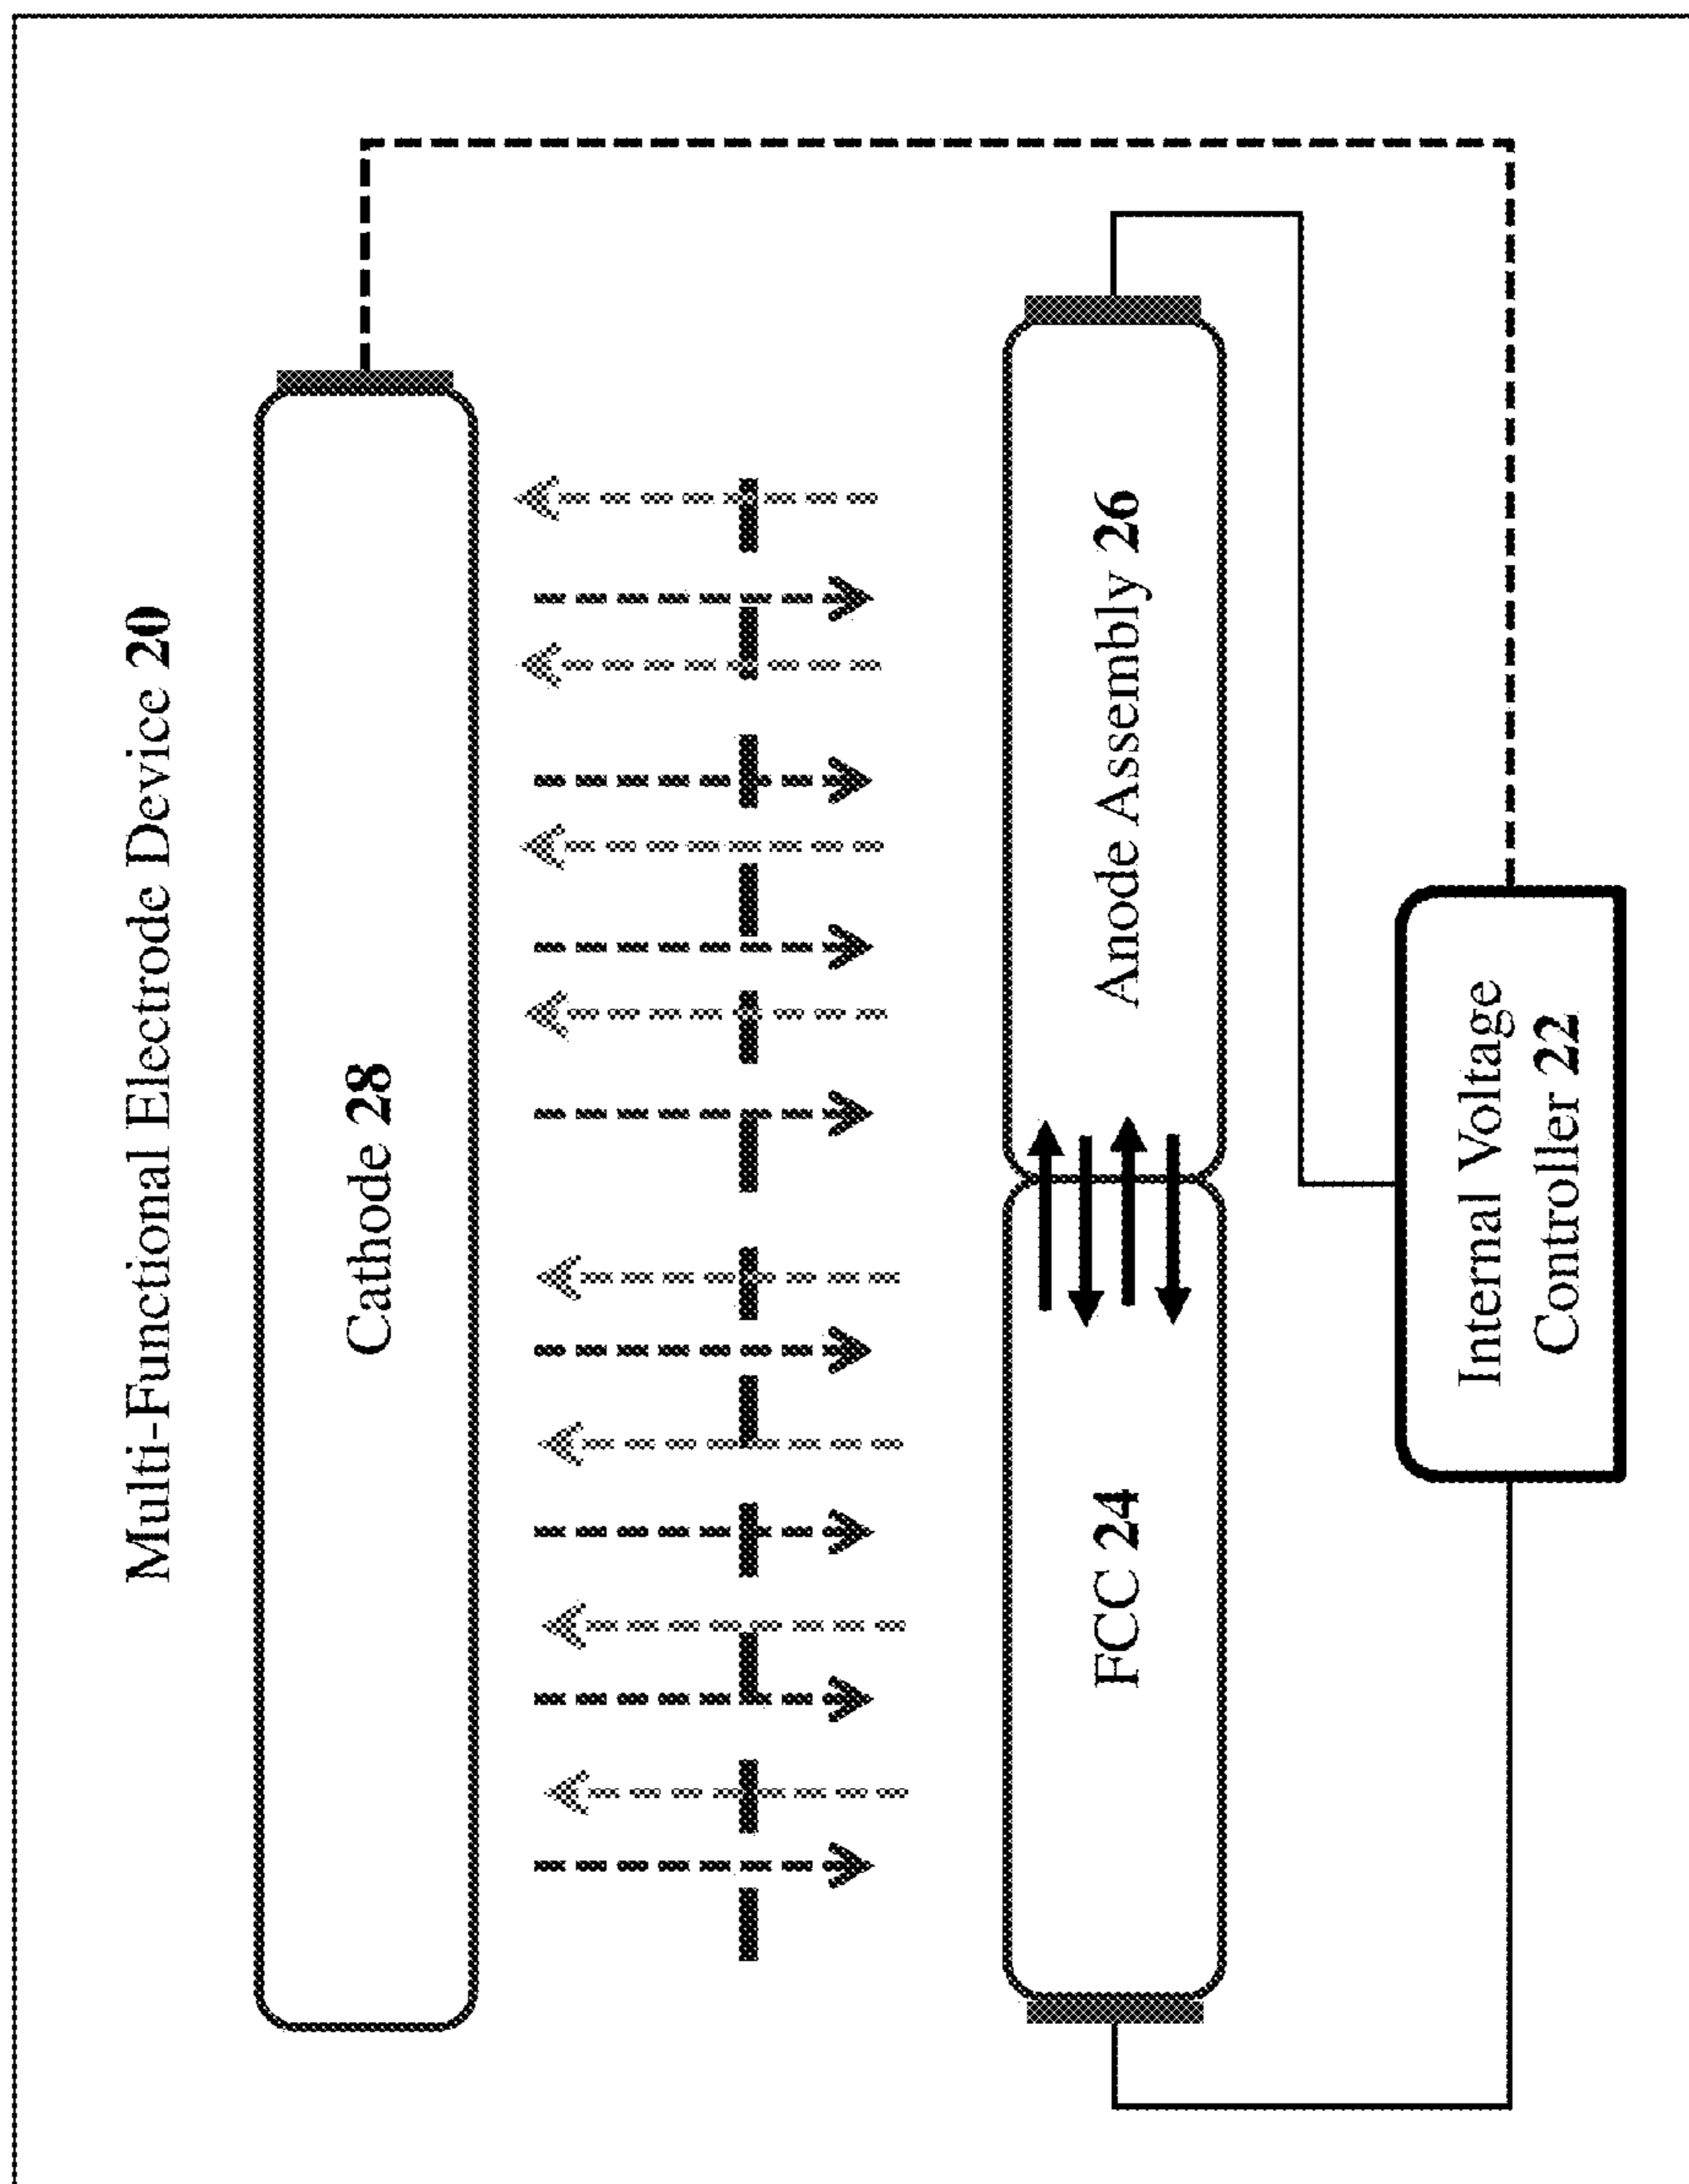 Multi-Functional Electrode Device 20
Cathode 28
FCC 24
Anode Assembly 26
Internal Voltage
Controller 22